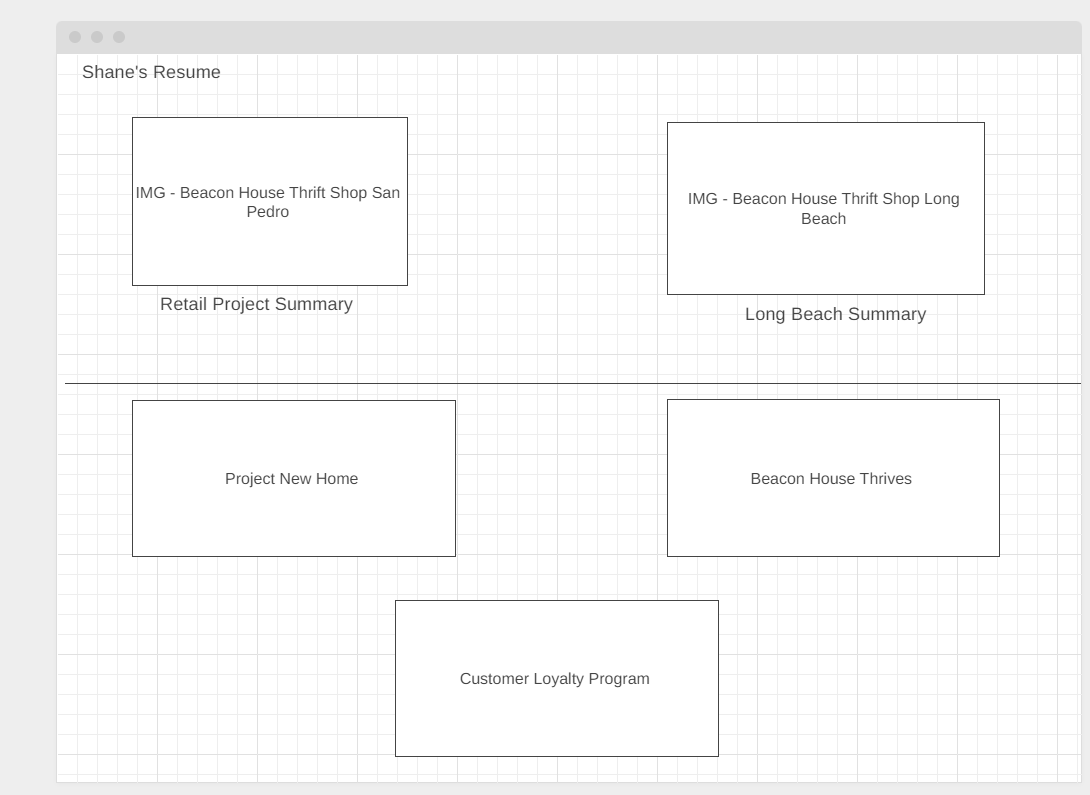 Shane's Resume
IMG - Beacon House Thrift Shop San
Pedro
IMG - Beacon House Thrift Shop Long
Beach
Retail Project Summary
Long Beach Summary
Project New Home
Beacon House Thrives
Customer Loyalty Program